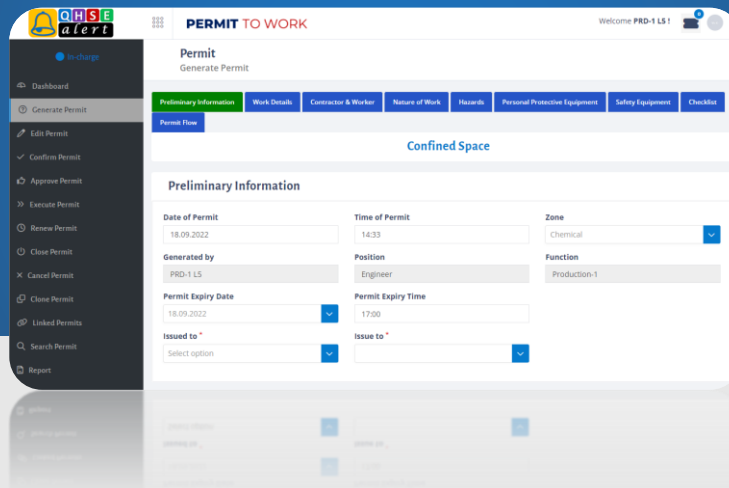 QHSE
alert
PERMIT TO WORK
Welcome PRD-1 L5 !
In-charge
Permit
Generate Permit
Dashboard
Generate Permit
Edit Permit
Confirm Permit
Approve Permit
Execute Permit
Renew Permit
Close Permit
Cancel Permit
Clone Permit
Linked Permits
Search Permit
Report
Preliminary Information Work Details Contractor & Worker Nature of Work Hazards Personal Protective Equipment Safety Equipment Checklist
Permit Flow
Confined Space
Preliminary Information
Date of Permit Time of Permit Zone
18.09.2022 14:33 Chemical
Generated by Position Function
PRD-1 L5 Engineer Production-1
Permit Expiry Date Permit Expiry Time
18.09.2022 17:00
Issued to * Issue to *
Select option